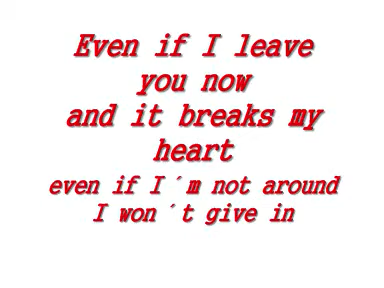 Even if I leave
you now
and it breaks my
heart
even if I´m not around
I won´t give in